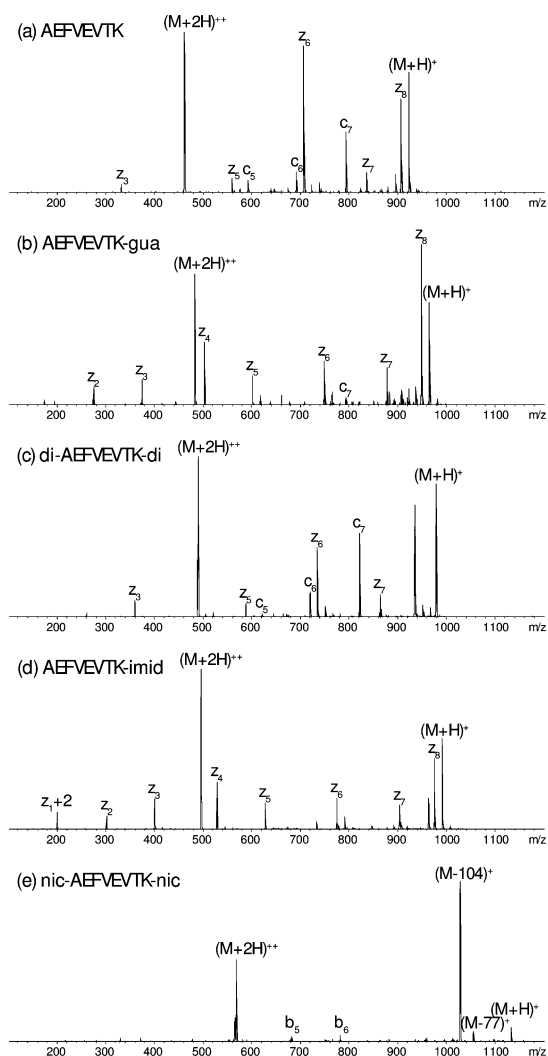 (a) AEFVEVTK
(M+2H)++
z6
(M+H)+
z8
c7
z3
z5 c5
c6
z7
200 300 400 500 600 700 800 900 1000 1100 m/z
(b) AEFVEVTK-gua
z8
(M+2H)++
(M+H)+
z4
z2
z3
z5
z6
c7
z7
200 300 400 500 600 700 800 900 1000 1100 m/z
(c) di-AEFVEVTK-di
(M+2H)++
(M+H)+
c7
z6
z3
z5
c5
c6
z7
200 300 400 500 600 700 800 900 1000 1100 m/z
(d) AEFVEVTK-imid
(M+2H)++
(M+H)+
z8
z1+2
z2
z3
z4
z5
z6
z7
200 300 400 500 600 700 800 900 1000 1100 m/z
(e) nic-AEFVEVTK-nic
(M-104)+
(M+2H)++
b5
b6
(M-77)+
(M+H)+
200 300 400 500 600 700 800 900 1000 1100 m/z